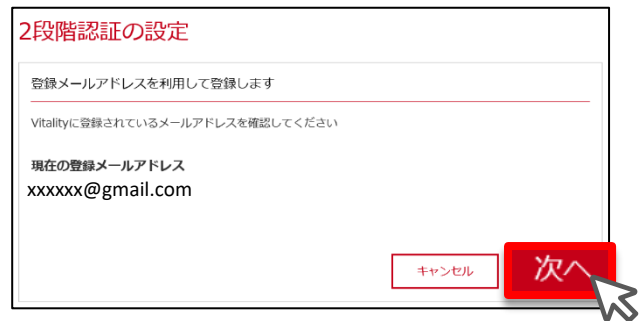 2段階認証の設定
登録メールアドレスを利用して登録します
Vitalityに登録されているメールアドレスを確認してください
現在の登録メールアドレス
xxxxxx@gmail.com
キャンセル
次へ